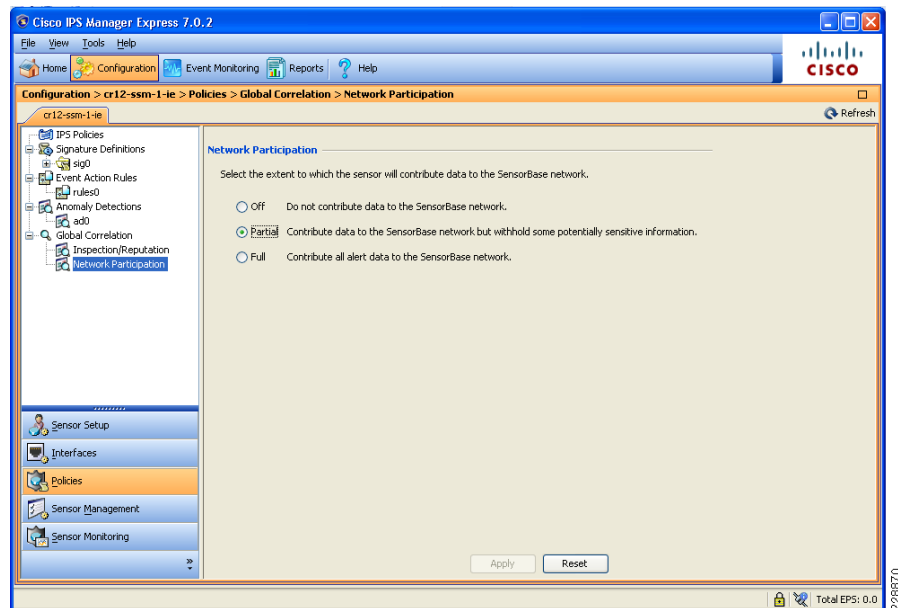 Cisco IPS Manager Express 7.0.2
File View Tools Help
Home Configuration Event Monitoring Reports Help
CISCO
Configuration > cr12-ssm-1-ie > Policies > Global Correlation > Network Participation
cr12-ssm-1-ie
Refresh
IPS Policies
Signature Definitions
sig0
Event Action Rules
rules0
Anomaly Detections
ad0
Global Correlation
Inspection/Reputation
Network Participation
Sensor Setup
Interfaces
Policies
Sensor Management
Sensor Monitoring
Network Participation
Select the extent to which the sensor will contribute data to the SensorBase network.
Off Do not contribute data to the SensorBase network.
Partial Contribute data to the SensorBase network but withhold some potentially sensitive information.
Full Contribute all alert data to the SensorBase network.
Apply Reset
Total EPS: 0.0
228870